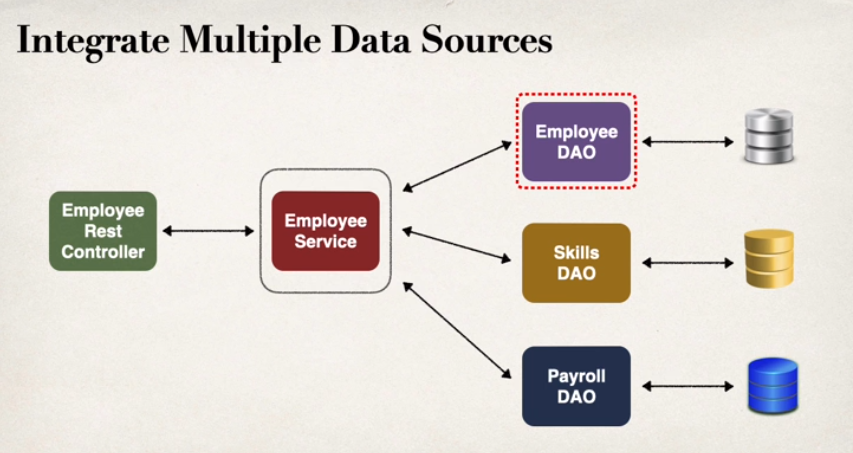 Integrate Multiple Data Sources
Employee
Rest
Controller
Employee
Service
Employee
DAO
Skills
DAO
Payroll
DAO